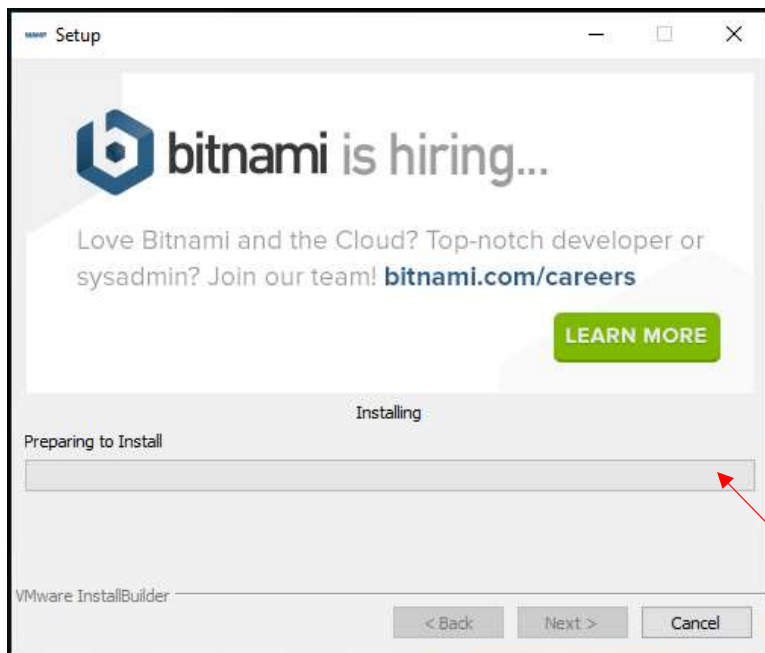 Setup
bitnami is hiring...
Love Bitnami and the Cloud? Top-notch developer or
sysadmin? Join our team! bitnami.com/careers
LEARN MORE
Installing
Preparing to Install
VMware InstallBuilder
< Back Next > Cancel